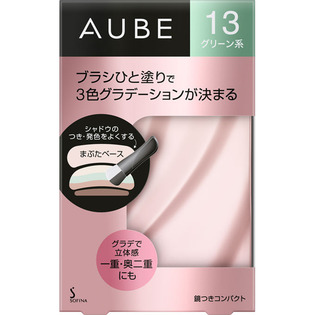 AUBE
13
グリーン系
ブラシひと塗りで
3色グラデーションが決まる
シャドウの
つき・発色をよくする
まぶたベース
グラデで
立体感
一重・奥二重
にも
S
SOFINA
鏡つきコンパクト